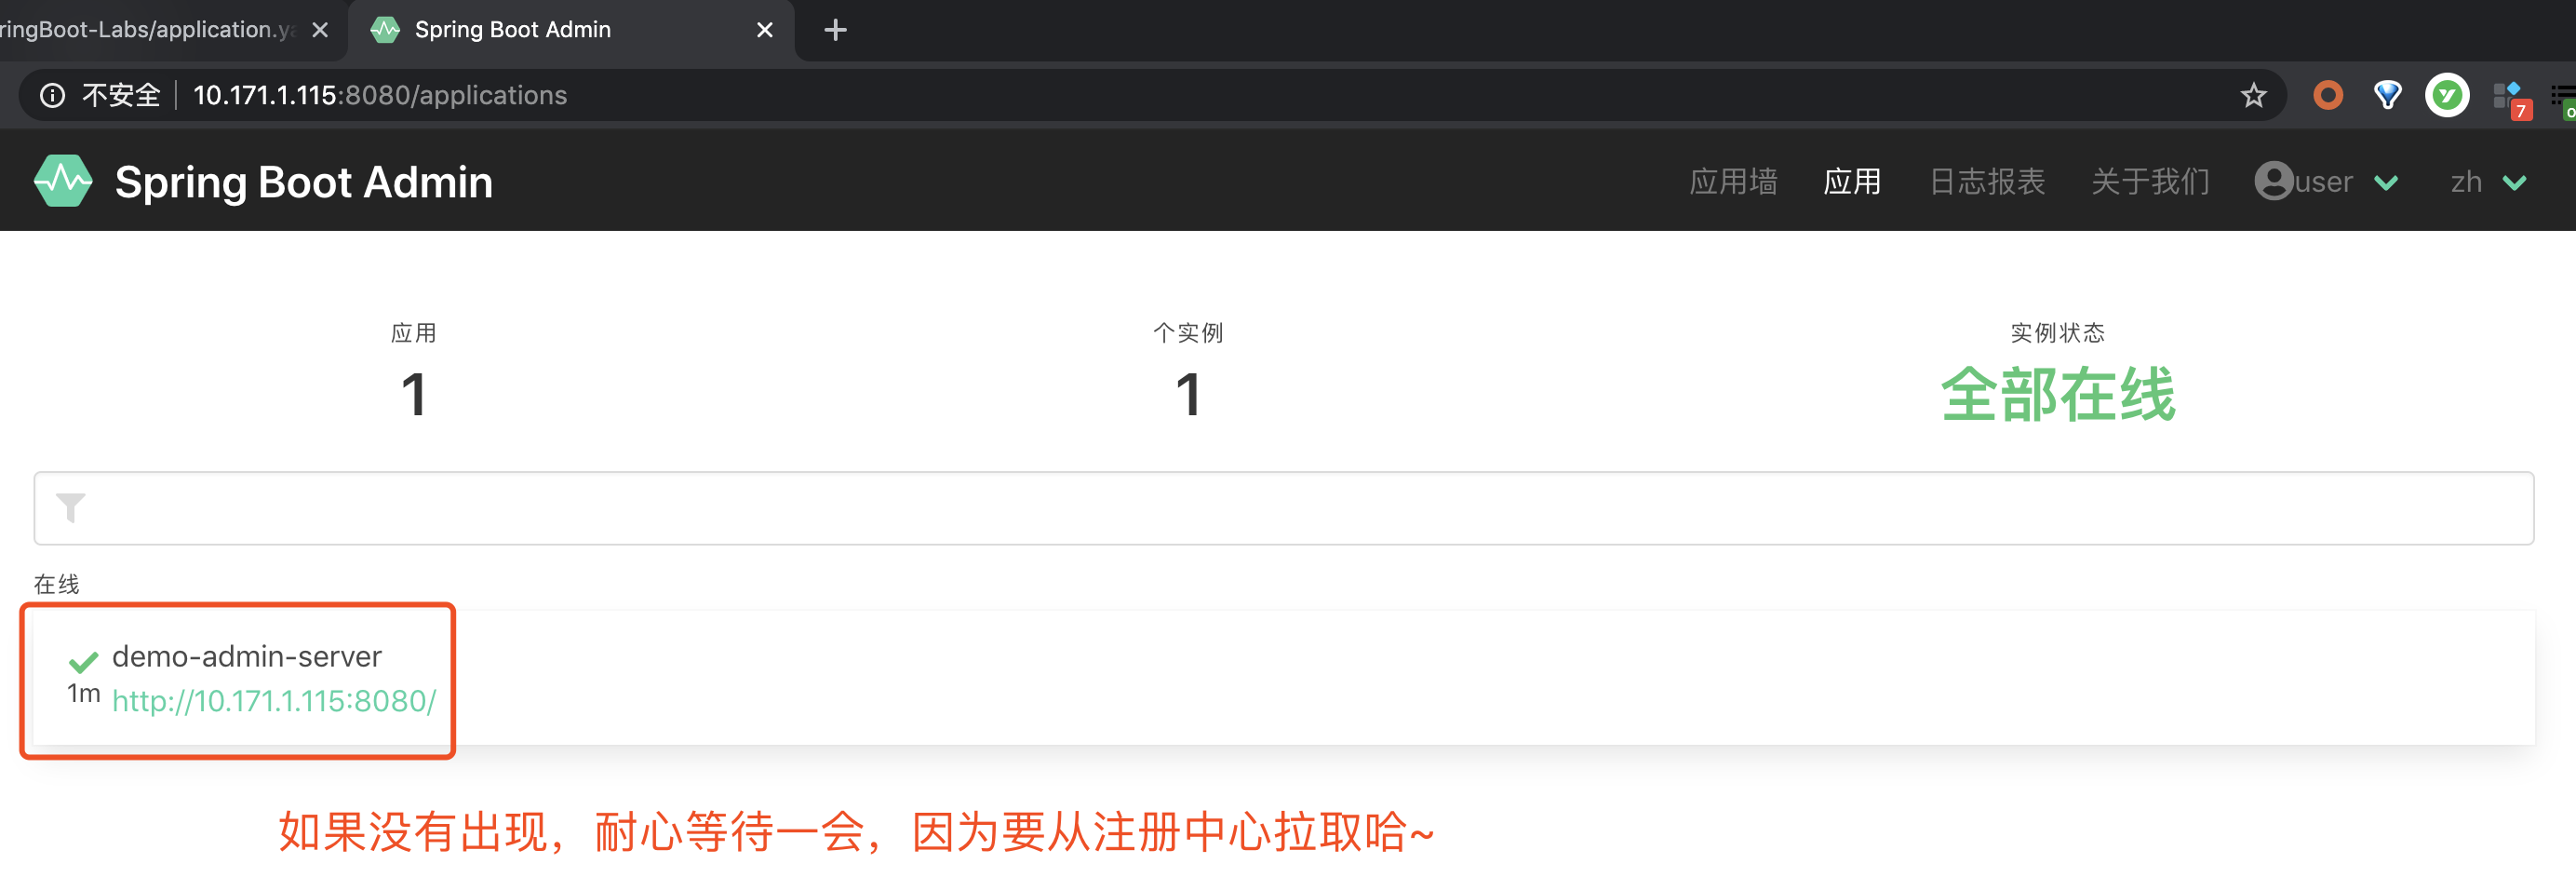 ringBoot-Labs/application.ya
Spring Boot Admin
不安全 10.171.1.115:8080/applications
7
Spring Boot Admin
应用墙 应用 日志报表 关于我们 user zh
应用 个实例 实例状态
1 1 全部在线
在线
demo-admin-server
1m http://10.171.1.115:8080/
如果没有出现，耐心等待一会，因为要从注册中心拉取哈~